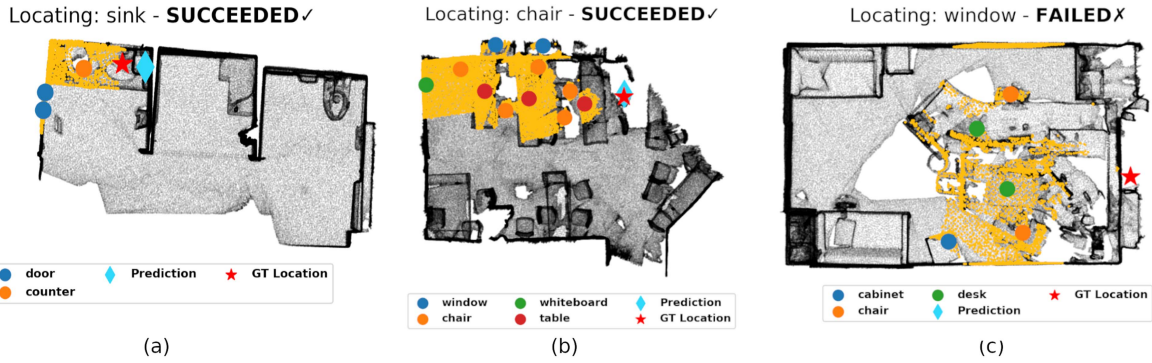 Locating: sink - SUCCEEDED✓
door
Prediction
GT Location
counter
(a)
Locating: chair - SUCCEEDED✓
window
whiteboard
Prediction
chair
table
GT Location
(b)
Locating: window - FAILED✗
cabinet
desk
GT Location
chair
Prediction
(c)